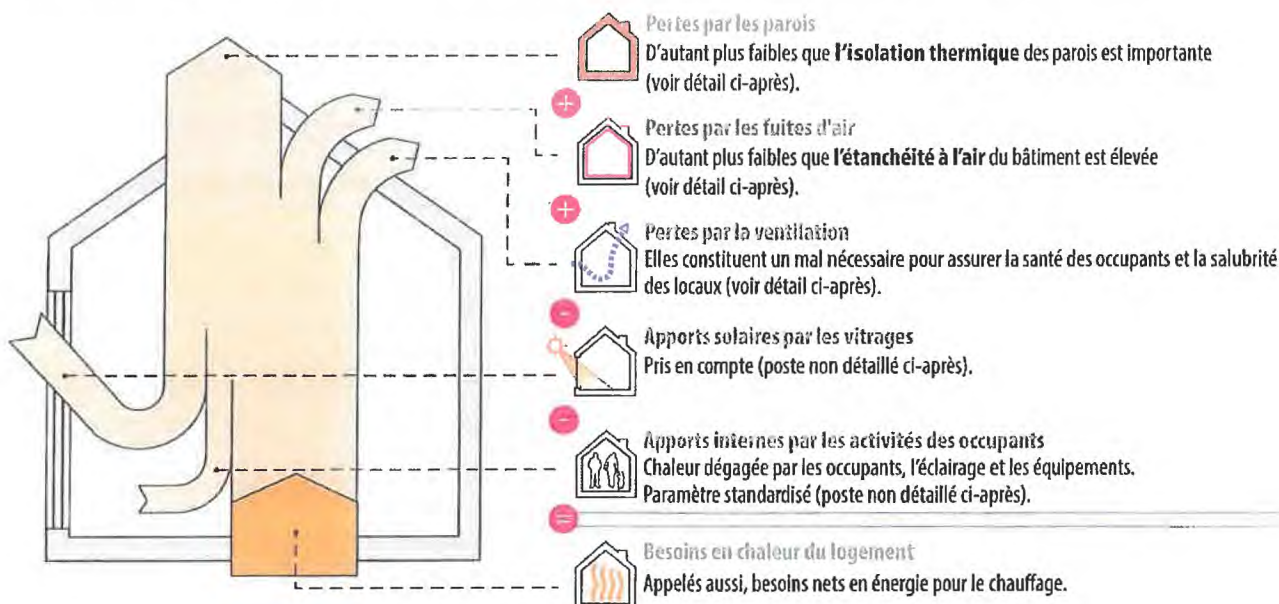 Pertes par les parois
D'autant plus faibles que l'isolation thermique des parois est importante
(voir détail ci-après).
+
Pertes par les fuites d'air
D'autant plus faibles que l'étanchéité à l'air du bâtiment est élevée
(voir détail ci-après).
+
Pertes par la ventilation
Elles constituent un mal nécessaire pour assurer la santé des occupants et la salubrité
des locaux (voir détail ci-après).
-
Apports solaires par les vitrages
Pris en compte (poste non détaillé ci-après).
-
Apports internes par les activités des occupants
Chaleur dégagée par les occupants, l'éclairage et les équipements.
Paramètre standardisé (poste non détaillé ci-après).
=
Besoins en chaleur du logement
Appelés aussi, besoins nets en énergie pour le chauffage.